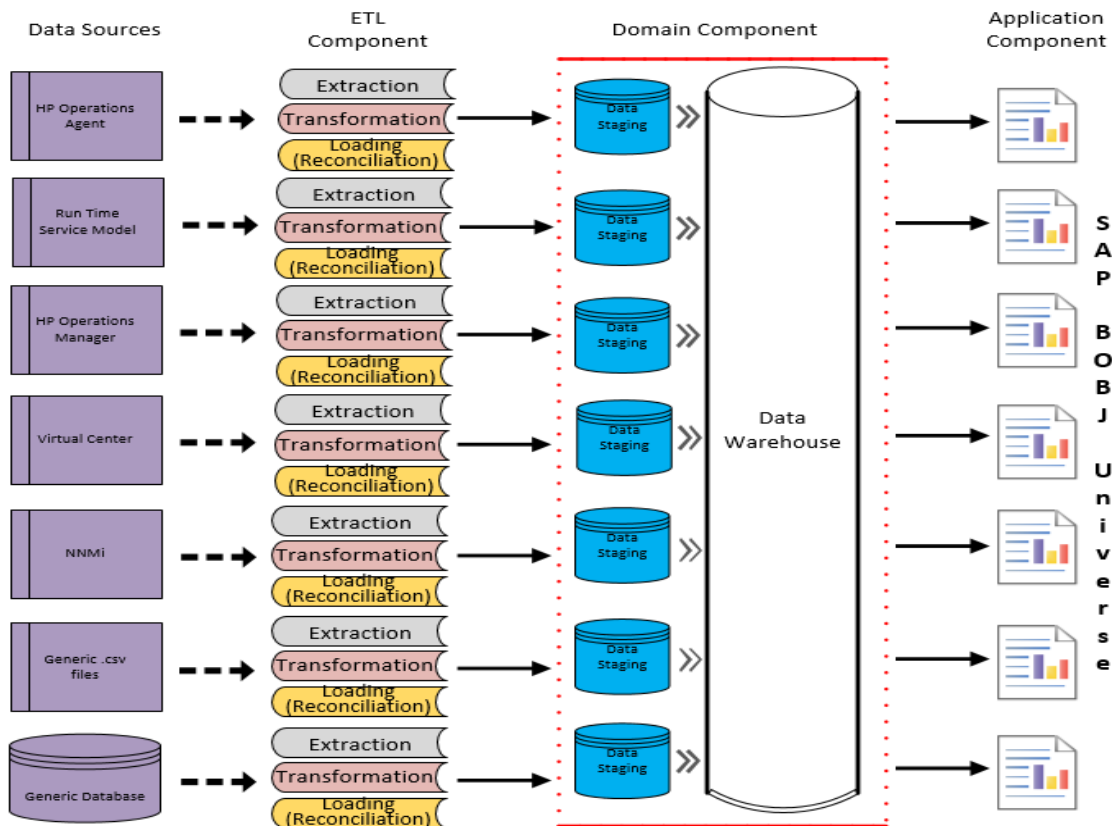 Data Sources
ETL
Component
Domain Component
Application
Component
HP Operations
Agent
Extraction
Transformation
Loading
(Reconciliation)
Data
Staging
Run Time
Service Model
Extraction
Transformation
Loading
(Reconciliation)
Data
Staging
HP Operations
Manager
Extraction
Transformation
Loading
(Reconciliation)
Data
Staging
Virtual Center
Extraction
Transformation
Loading
(Reconciliation)
Data
Staging
NNMi
Extraction
Transformation
Loading
(Reconciliation)
Data
Staging
Generic .csv
files
Extraction
Transformation
Loading
(Reconciliation)
Data
Staging
Generic Database
Extraction
Transformation
Loading
(Reconciliation)
Data
Staging
Data
Warehouse
SAP BOBJ Universe